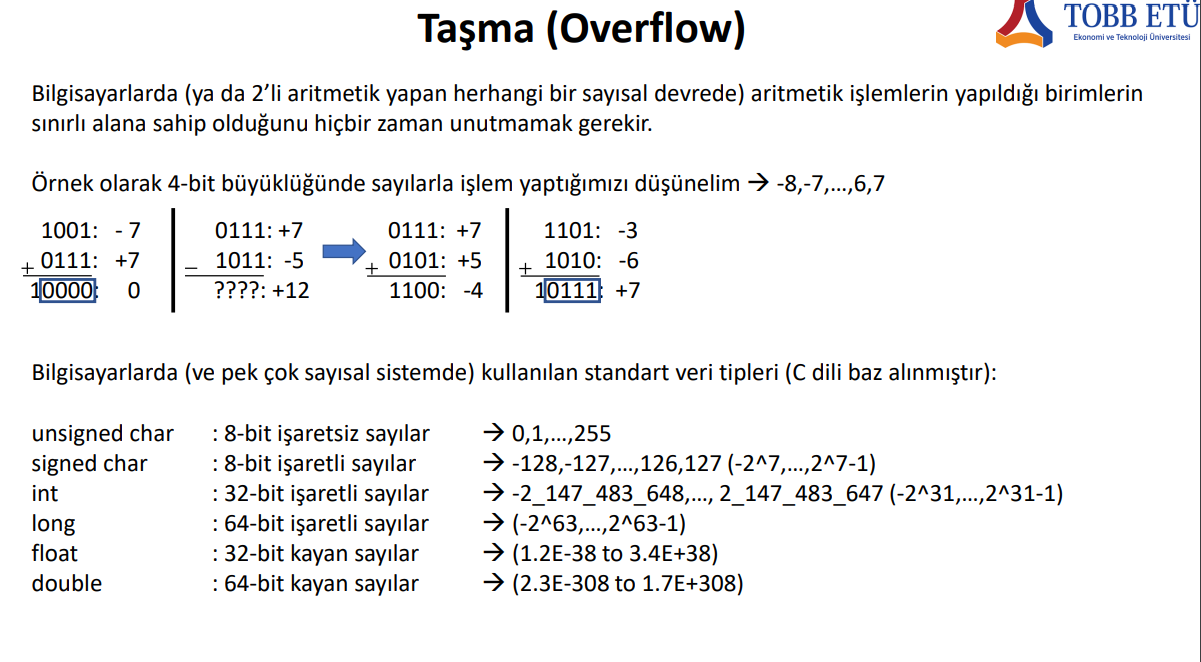 Taşma (Overflow)
TOBB ETÜ
Ekonomi ve Teknoloji Üniversitesi
Bilgisayarlarda (ya da 2’li aritmetik yapan herhangi bir sayısal devrede) aritmetik işlemlerin yapıldığı birimlerin
sınırlı alana sahip olduğunu hiçbir zaman unutmamak gerekir.
Örnek olarak 4-bit büyüklüğünde sayılarla işlem yaptığımızı düşünelim → -8,-7,…,6,7
1001: - 7
+ 0111: +7
10000: 0
0111: +7
− 1011: -5
????: +12
0111: +7
+ 0101: +5
1100: -4
1101: -3
+ 1010: -6
10111: +7
Bilgisayarlarda (ve pek çok sayısal sistemde) kullanılan standart veri tipleri (C dili baz alınmıştır):
unsigned char : 8-bit işaretsiz sayılar → 0,1,…,255
signed char : 8-bit işaretli sayılar → -128,-127,…,126,127 (-2^7,…,2^7-1)
int : 32-bit işaretli sayılar → -2_147_483_648,…, 2_147_483_647 (-2^31,…,2^31-1)
long : 64-bit işaretli sayılar → (-2^63,…,2^63-1)
float : 32-bit kayan sayılar → (1.2E-38 to 3.4E+38)
double : 64-bit kayan sayılar → (2.3E-308 to 1.7E+308)